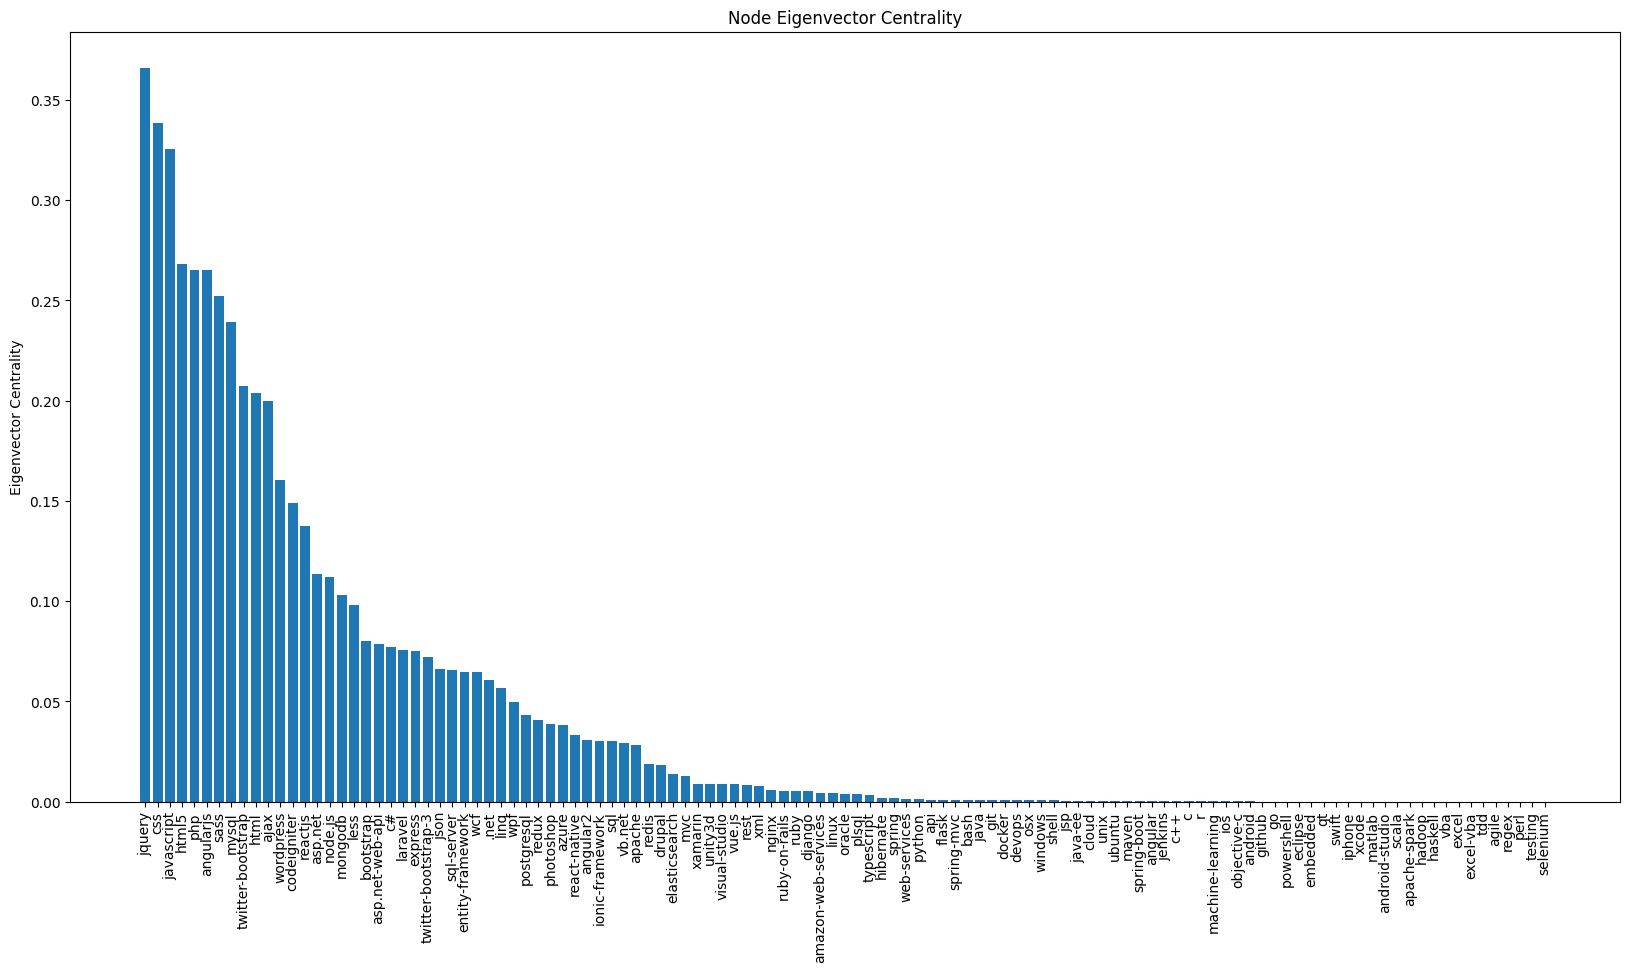 Node Eigenvector Centrality
Eigenvector Centrality
0.35
0.30
0.25
0.20
0.15
0.10
0.05
0.00
jquery
css
javascript
html5
php
angularjs
sass
mysql
twitter-bootstrap
html
ajax
wordpress
codeigniter
reactjs
asp.net
node.js
mongodb
less
bootstrap
asp.net-web-api
c#
laravel
express
twitter-bootstrap-3
json
sql-server
entity-framework
wcf
.net
linq
wpf
postgresql
redux
photoshop
azure
react-native
angular2
ionic-framework
sql
vb.net
apache
redis
drupal
elasticsearch
mvc
xamarin
unity3d
visual-studio
vue.js
rest
xml
nginx
ruby-on-rails
ruby
django
amazon-web-services
linux
oracle
plsql
typescript
hibernate
spring
web-services
python
api
flask
spring-mvc
bash
java
git
docker
devops
osx
windows
shell
jsp
java-ee
cloud
unix
ubuntu
maven
spring-boot
angular
jenkins
c++
c
r
machine-learning
ios
objective-c
android
github
go
powershell
eclipse
embedded
qt
swift
iphone
xcode
matlab
android-studio
scala
apache-spark
hadoop
haskell
vba
excel
excel-vba
tdd
agile
regex
perl
testing
selenium